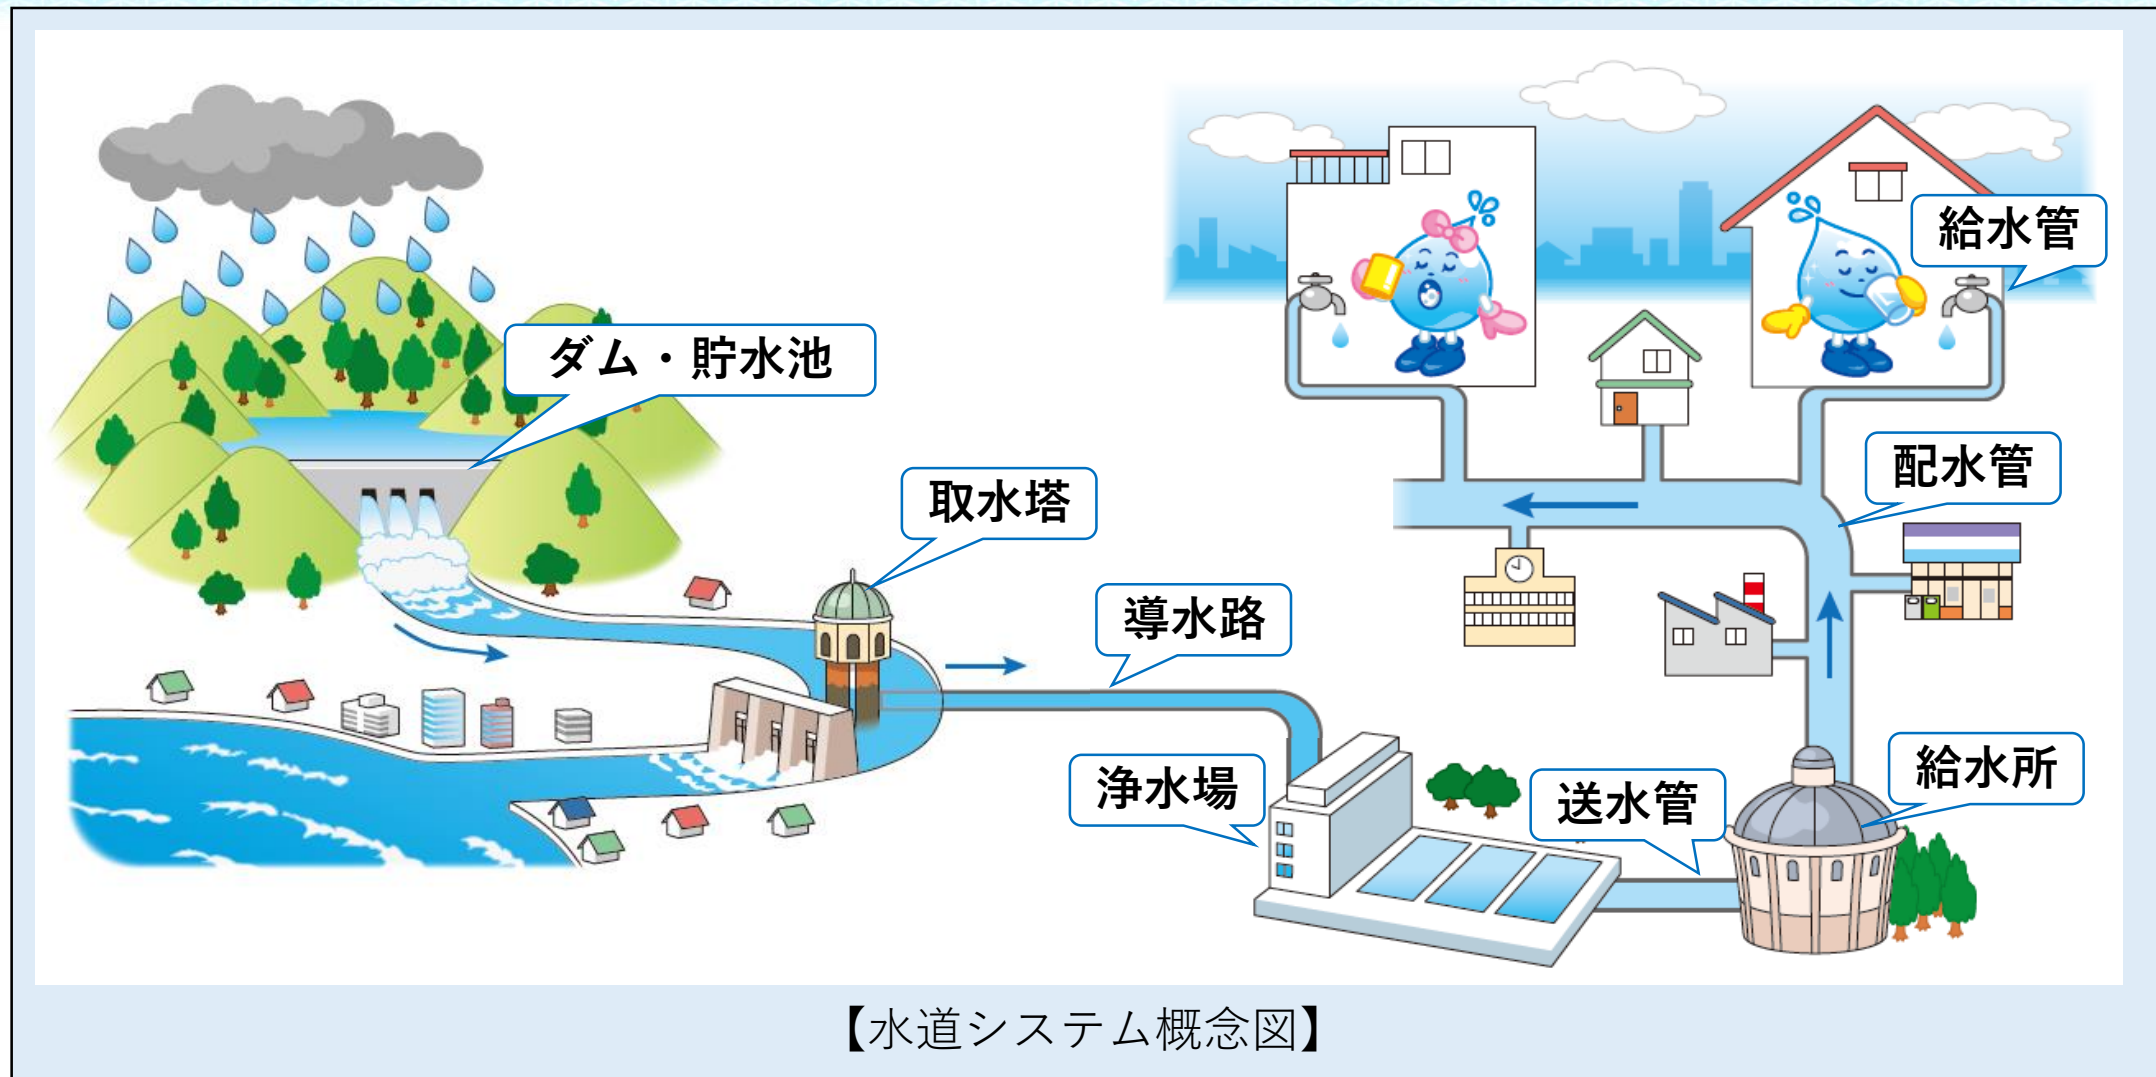 給水管
ダム・貯水池
配水管
取水塔
導水路
浄水場
送水管
給水所
【水道システム概念図】